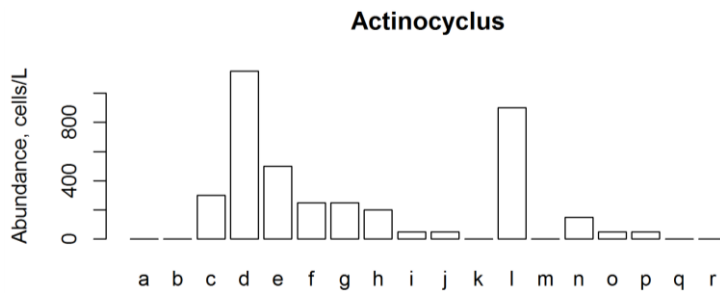 Actinocyclus
Abundance, cells/L
800
400
0
a b c d e f g h i j k l m n o p q r